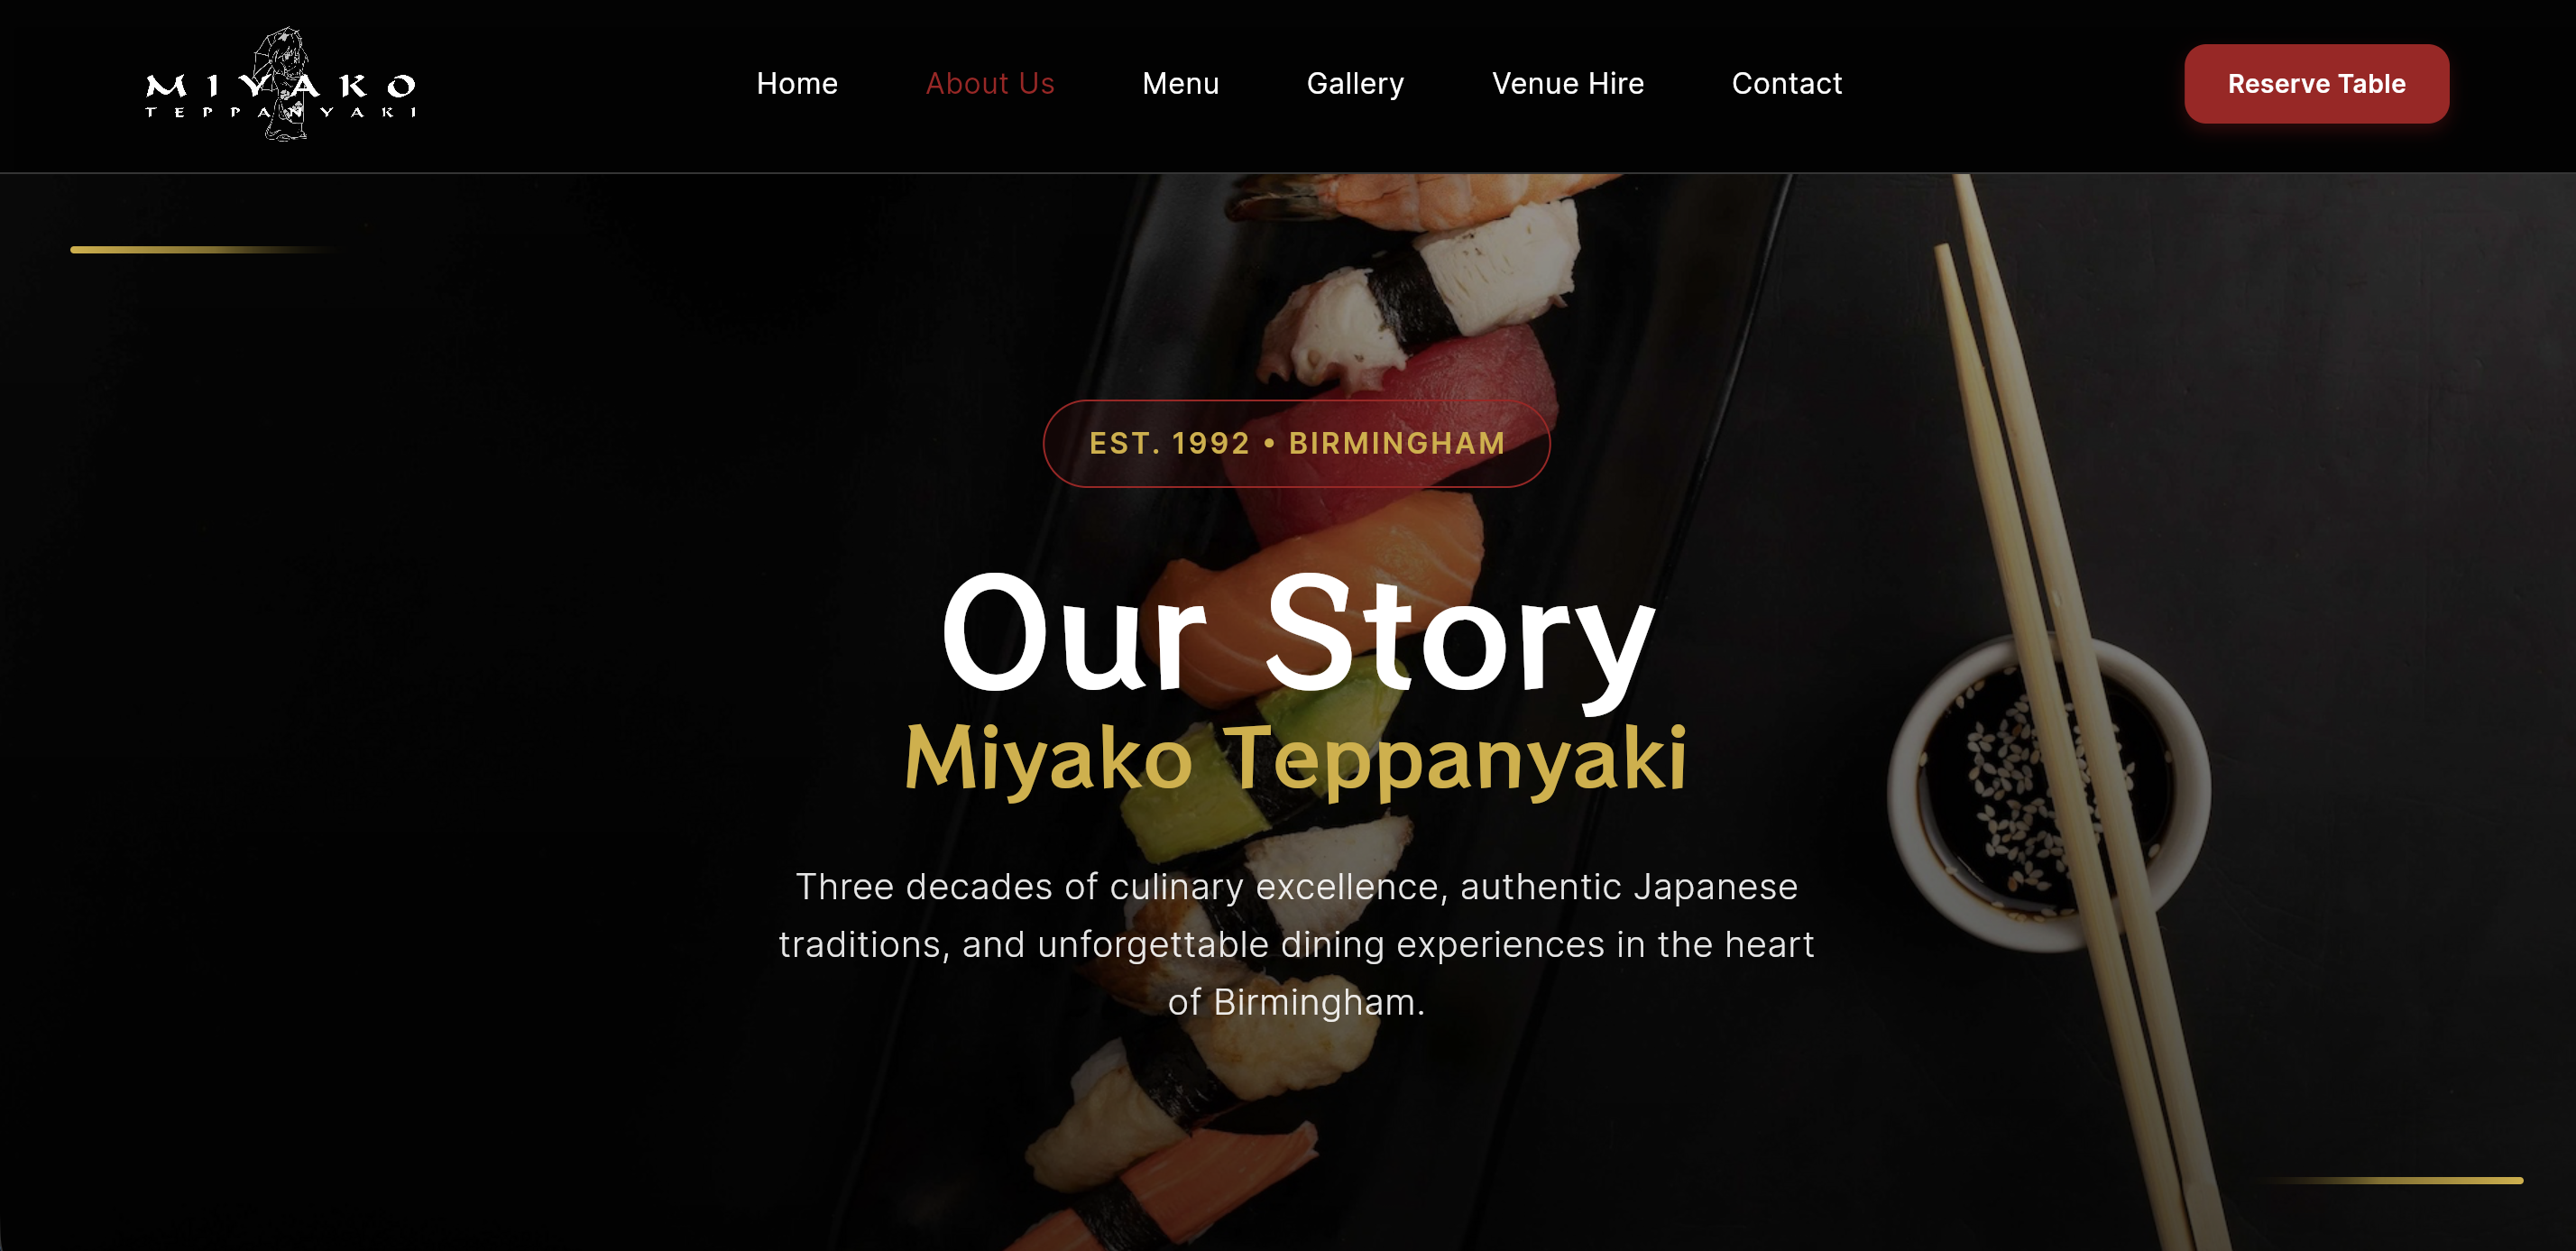 MIYAKO
TEPPANYAKI
Home About Us Menu Gallery Venue Hire Contact
Reserve Table
EST. 1992 • BIRMINGHAM
Our Story
Miyako Teppanyaki
Three decades of culinary excellence, authentic Japanese
traditions, and unforgettable dining experiences in the heart
of Birmingham.